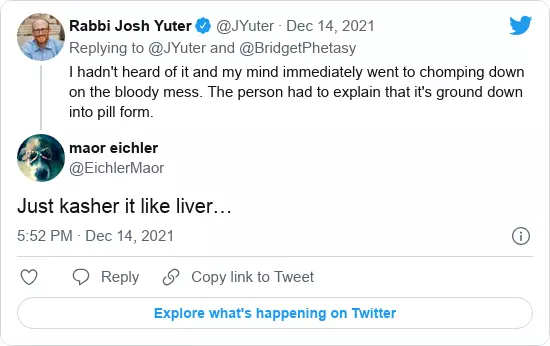 Rabbi Josh Yuter @JYuter · Dec 14, 2021
Replying to @JYuter and @BridgetPhetasy
I hadn't heard of it and my mind immediately went to chomping down
on the bloody mess. The person had to explain that it's ground down
into pill form.
maor eichler
@EichlerMaor
Just kasher it like liver…
5:52 PM · Dec 14, 2021
Reply Copy link to Tweet
Explore what's happening on Twitter